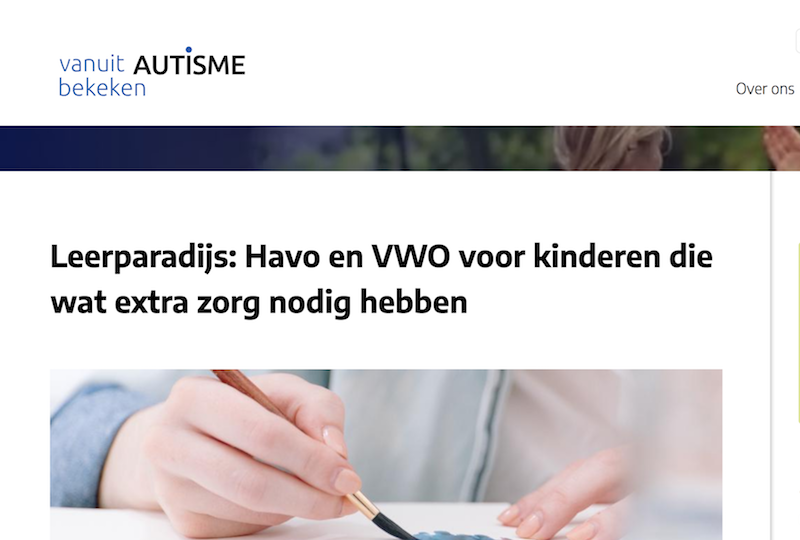 vanuit AUTISME
bekeken
Over ons
Leerparadijs: Havo en VWO voor kinderen die
wat extra zorg nodig hebben